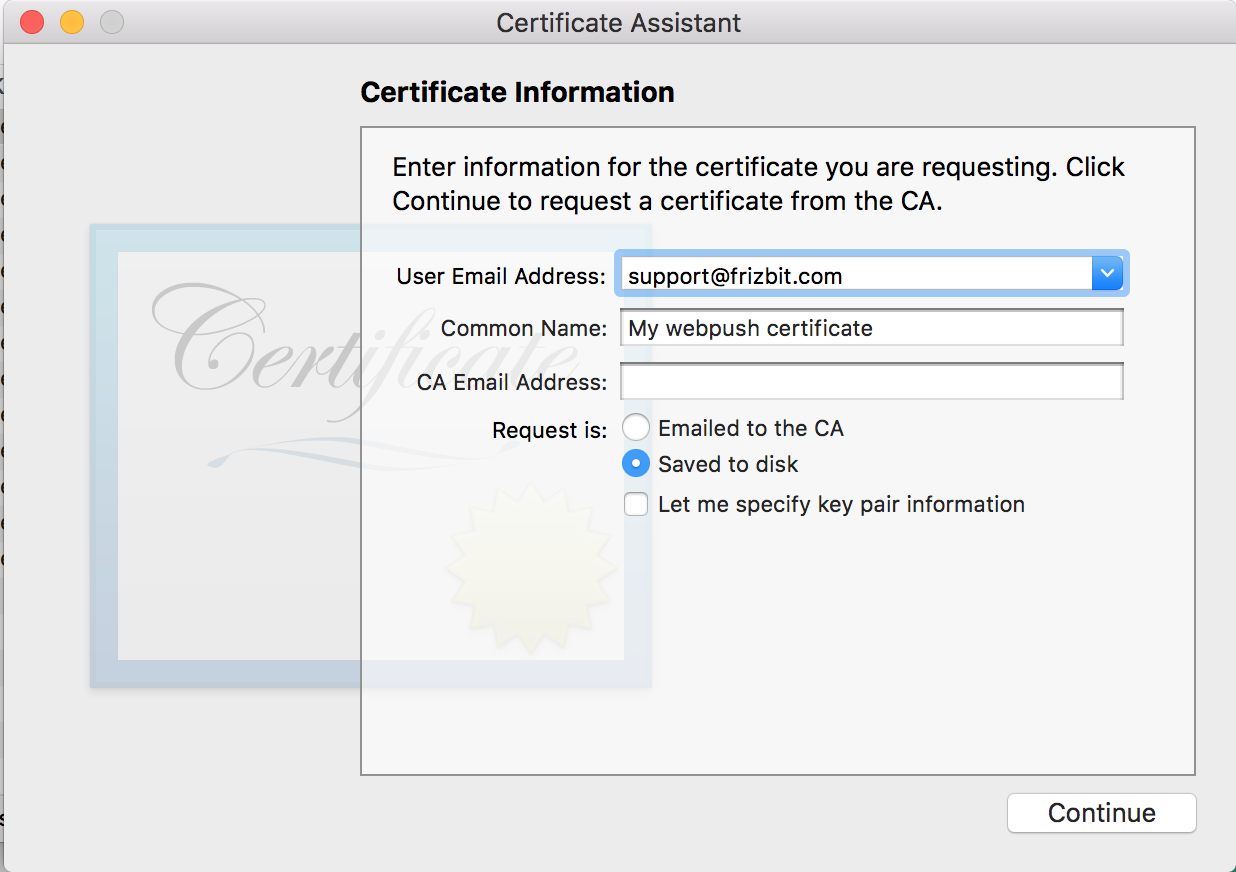 Certificate Assistant
Certificate Information
Enter information for the certificate you are requesting. Click
Continue to request a certificate from the CA.
User Email Address: support@frizbit.com
Common Name: My webpush certificate
CA Email Address:
Request is: Emailed to the CA
Saved to disk
Let me specify key pair information
Certificate
Continue